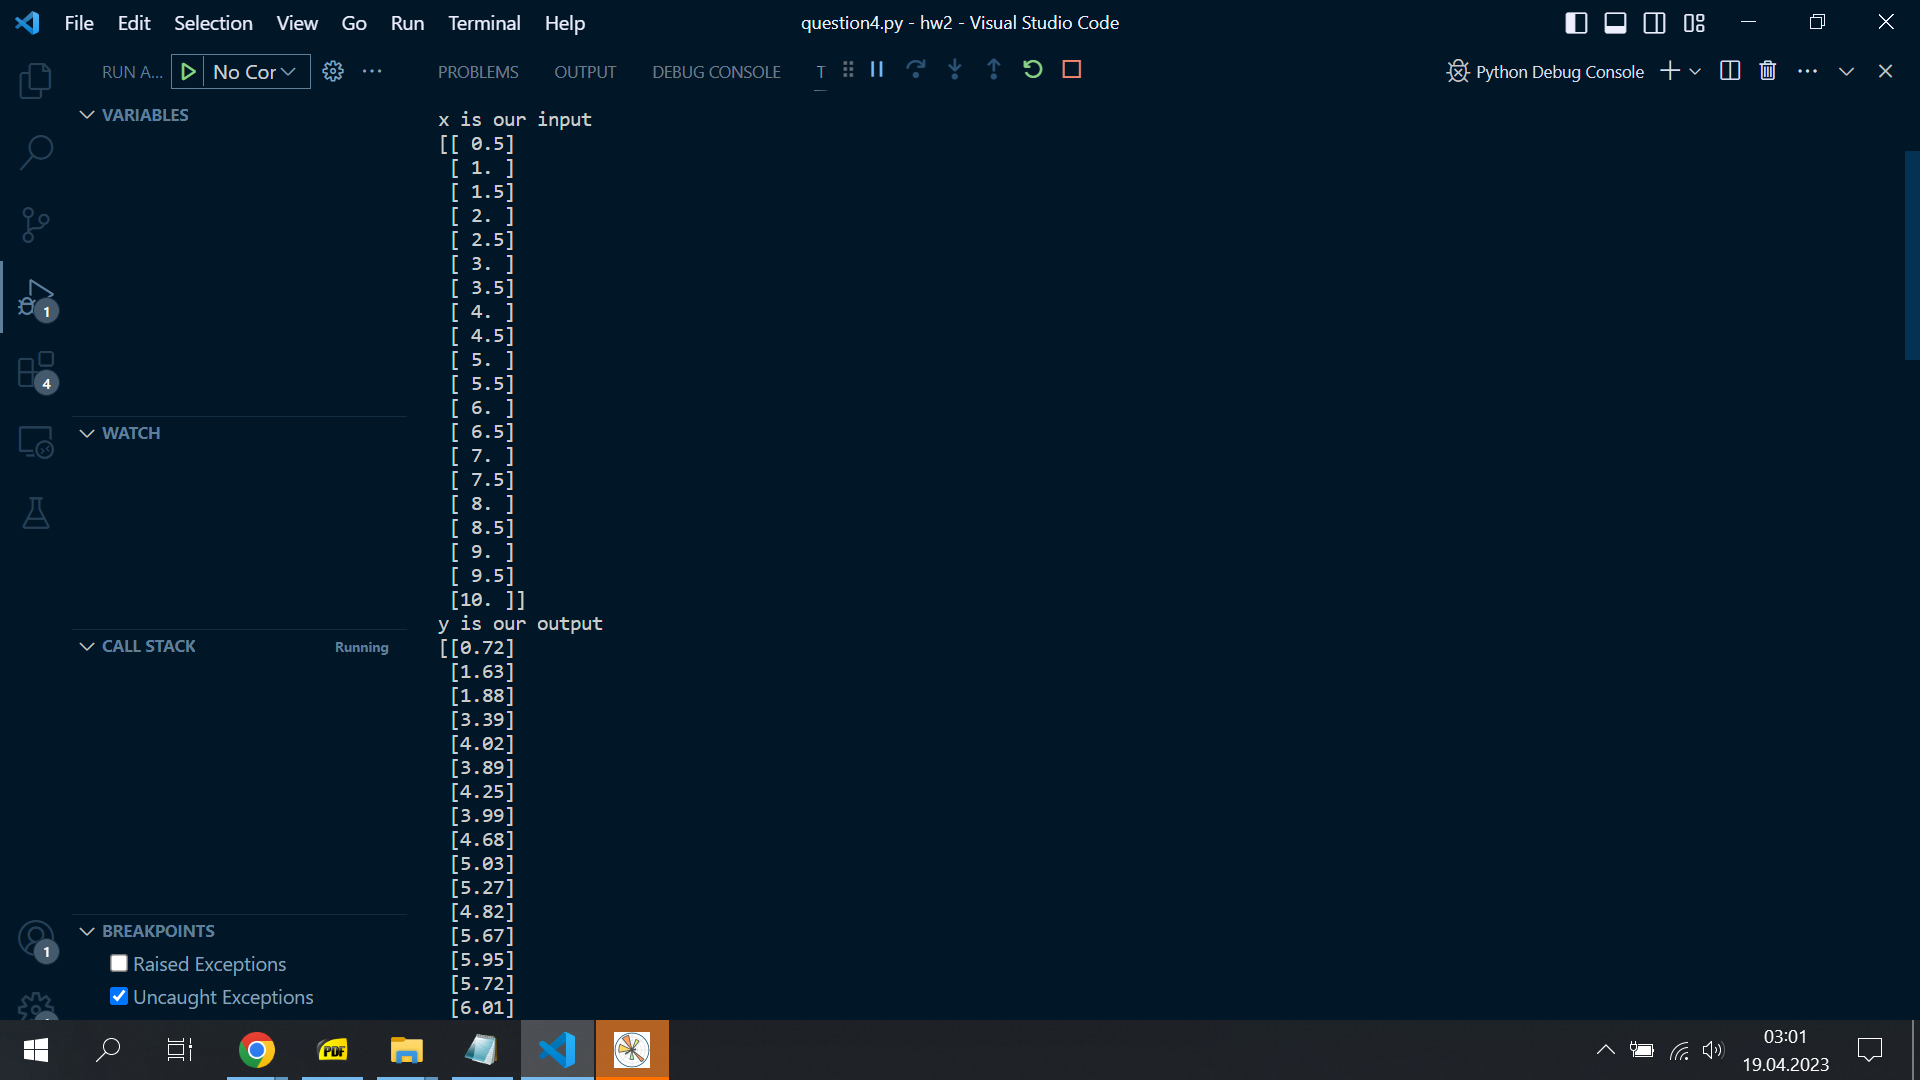 File Edit Selection View Go Run Terminal Help
question4.py - hw2 - Visual Studio Code
RUN A... No Cor
PROBLEMS OUTPUT DEBUG CONSOLE T
Python Debug Console
VARIABLES
WATCH
CALL STACK Running
BREAKPOINTS
Raised Exceptions
Uncaught Exceptions
1
4
1
x is our input
[[ 0.5]
[ 1. ]
[ 1.5]
[ 2. ]
[ 2.5]
[ 3. ]
[ 3.5]
[ 4. ]
[ 4.5]
[ 5. ]
[ 5.5]
[ 6. ]
[ 6.5]
[ 7. ]
[ 7.5]
[ 8. ]
[ 8.5]
[ 9. ]
[ 9.5]
[10. ]]
y is our output
[[0.72]
[1.63]
[1.88]
[3.39]
[4.02]
[3.89]
[4.25]
[3.99]
[4.68]
[5.03]
[5.27]
[4.82]
[5.67]
[5.95]
[5.72]
[6.01]
PDF
03:01
19.04.2023